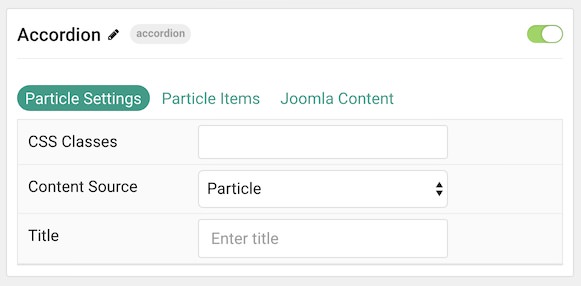 Accordion accordion
Particle Settings Particle Items Joomla Content
CSS Classes
Content Source Particle
Title Enter title